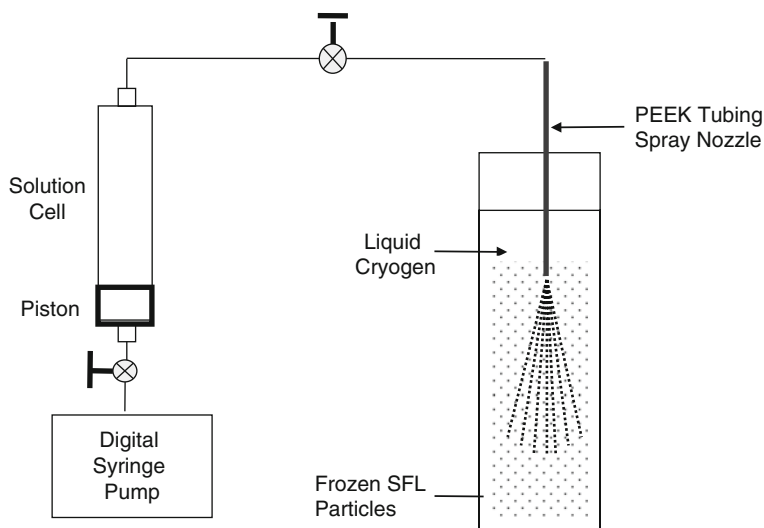 PEEK Tubing
Spray Nozzle
Solution
Cell
Liquid
Cryogen
Piston
Digital
Syringe
Pump
Frozen SFL
Particles